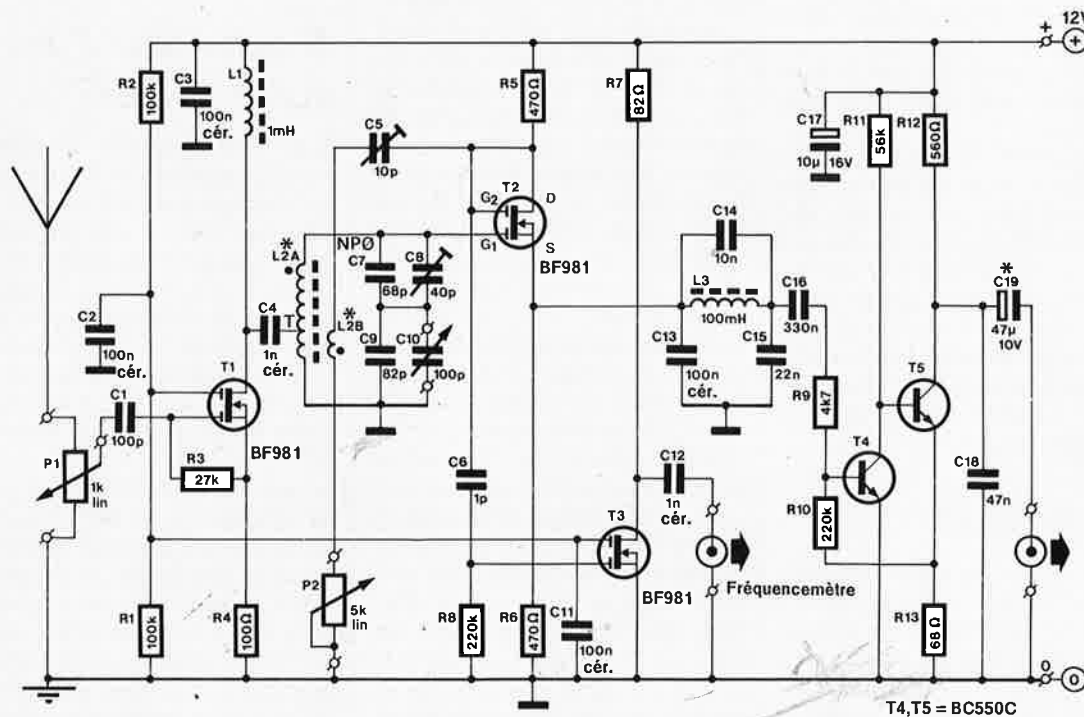 12V
+
+
R2
100k
C3
100n
cér.
L1
1mH
R5
470Ω
R7
82Ω
C17
10µ
16V
R11
56k
R12
560Ω
C5
10p
T2
G2
G1
D
S
BF981
*
L2A
NPØ
C7
68p
C8
40p
C14
10n
L3
100mH
C16
330n
*
C19
47µ
10V
C2
100n
cér.
C4
1n
cér.
T
*
L2B
C9
82p
C10
100p
C13
100n
cér.
C15
22n
R9
4k7
T5
T1
BF981
C1
100p
P1
1k
lin
R3
27k
C6
1p
C12
1n
cér.
T4
C18
47n
R10
220k
T3
BF981
Fréquencemètre
P2
5k
lin
R1
100k
R4
100Ω
R8
220k
R6
470Ω
C11
100n
cér.
R13
68Ω
0
0
T4,T5 = BC550C